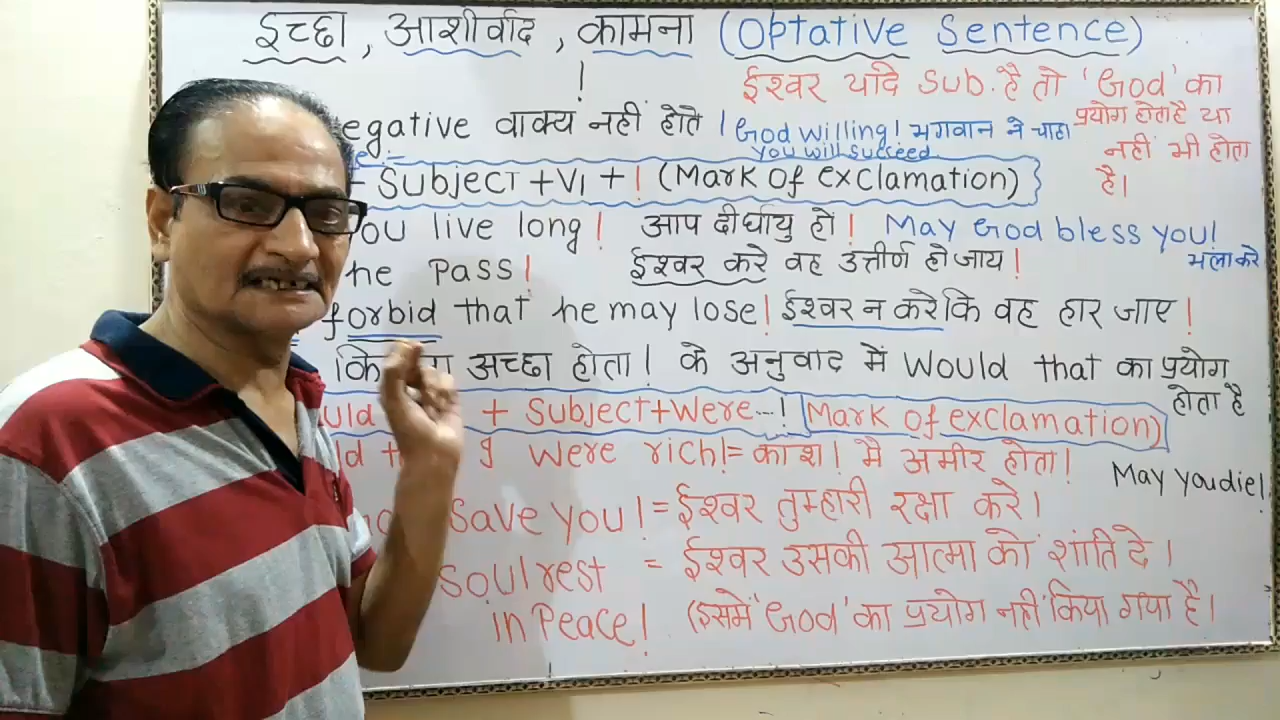 इच्छा, आशीर्वाद, कामना (Optative Sentence)
!
ईश्वर यदि Sub. है तो 'God' का
प्रयोग होता है या
नहीं भी होता
है।
egative वाक्य नहीं होते। God willing! भगवान ने चाहा
You will succeed
- Subject + V1 + ! (Mark of exclamation)
ou live long! आप दीर्घायु हों! May God bless you!
भला करे
he pass! ईश्वर करे वह उत्तीर्ण हो जाय!
forbid that he may lose! ईश्वर न करे कि वह हार जाए!
अच्छा होता! के अनुवाद में Would that का प्रयोग
होता है
uld + Subject + Were...! Mark of exclamation)
ld I were rich! = काश! मै अमीर होता!
May you die!
save you! = ईश्वर तुम्हारी रक्षा करे।
soul rest = ईश्वर उसकी आत्मा को शांति दे।
in Peace! (इसमें 'God' का प्रयोग नहीं किया गया है।